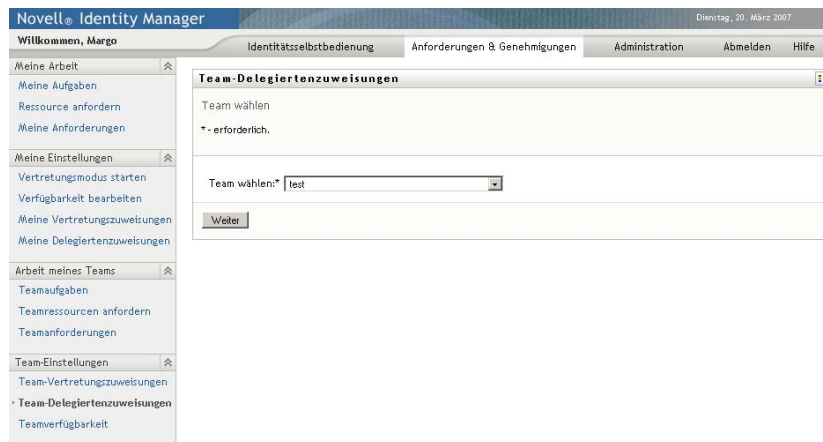 Novell® Identity Manager
Dienstag, 20. März 2007
Willkommen, Margo
Identitätsselbstbedienung
Anforderungen & Genehmigungen
Administration
Abmelden
Hilfe
Meine Arbeit
Meine Aufgaben
Ressource anfordern
Meine Anforderungen
Meine Einstellungen
Vertretungsmodus starten
Verfügbarkeit bearbeiten
Meine Vertretungszuweisungen
Meine Delegiertenzuweisungen
Arbeit meines Teams
Teamaufgaben
Teamressourcen anfordern
Teamanforderungen
Team-Einstellungen
Team-Vertretungszuweisungen
Team-Delegiertenzuweisungen
Teamverfügbarkeit
Team-Delegiertenzuweisungen
Team wählen
* - erforderlich.
Team wählen:* test
Weiter